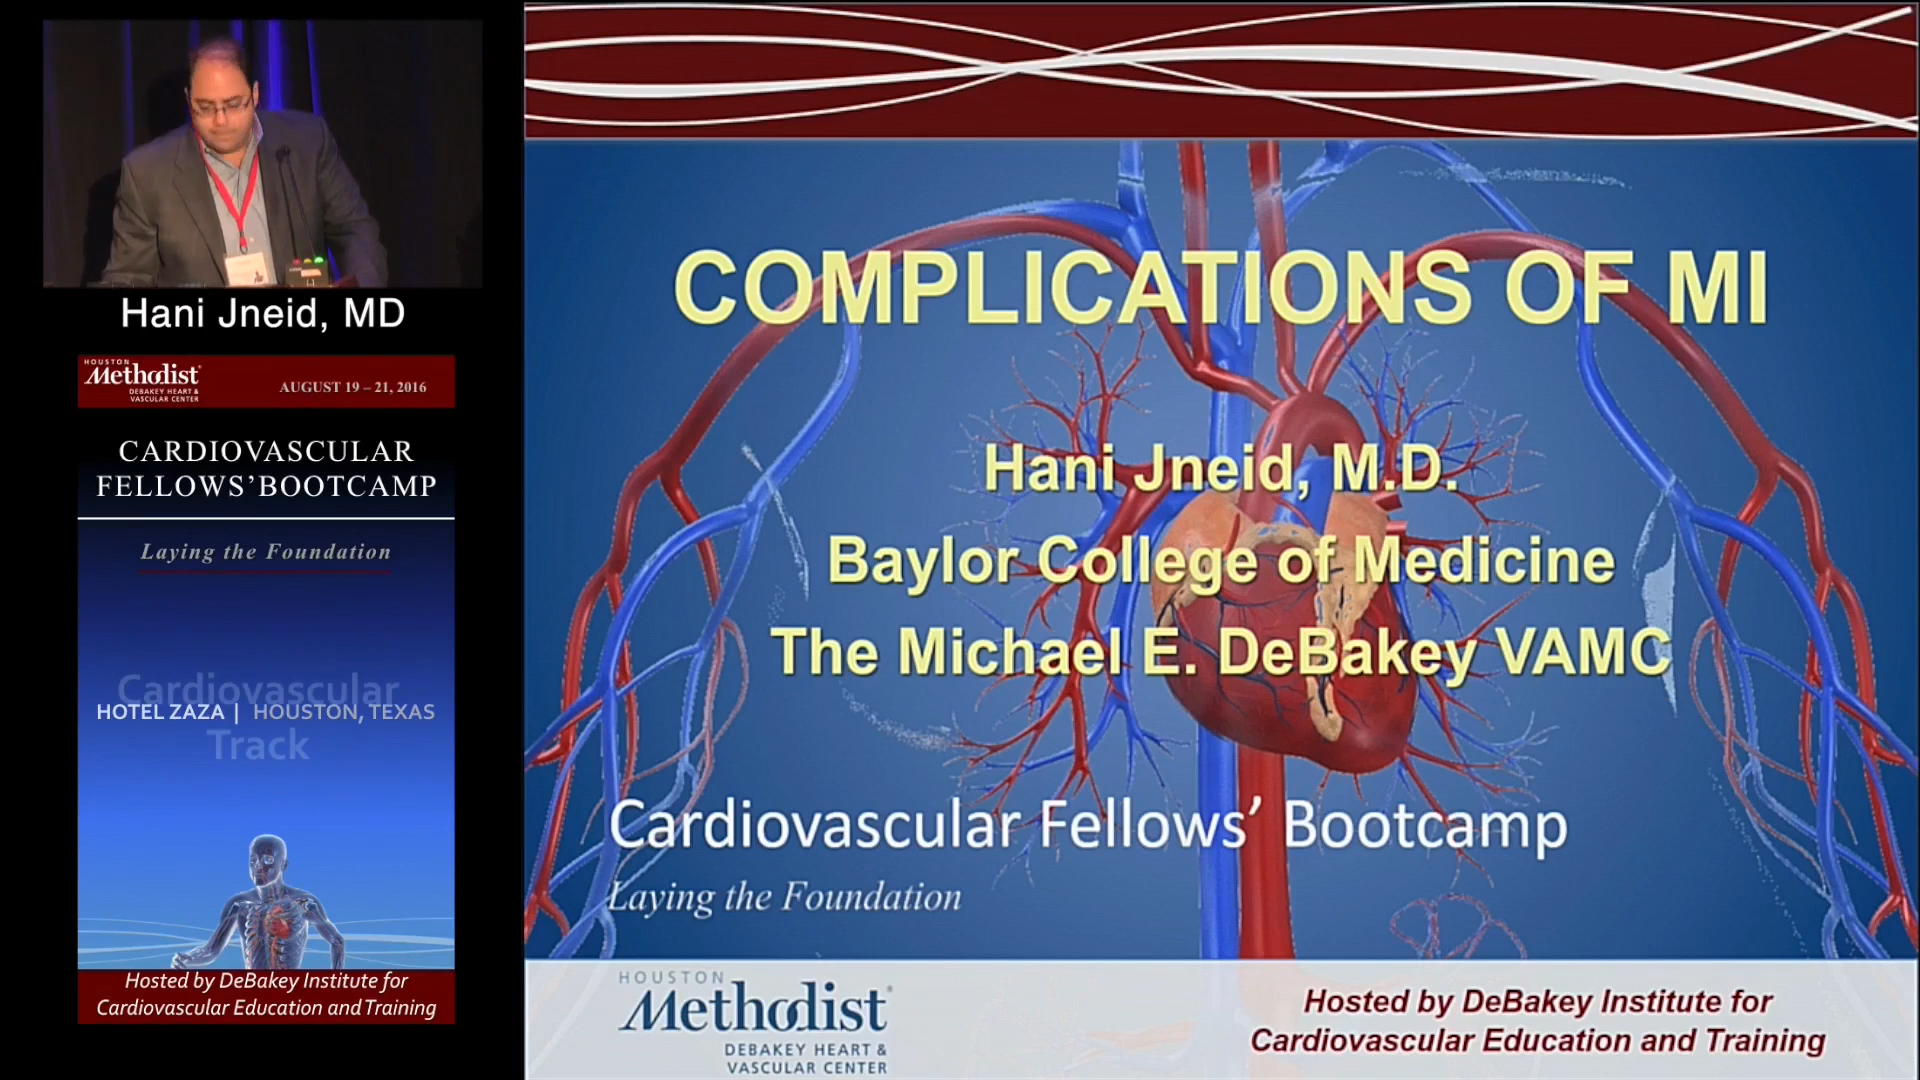 Hani Jneid, MD
HOUSTON
Methodist
DEBAKEY HEART &
VASCULAR CENTER
AUGUST 19 – 21, 2016
CARDIOVASCULAR
FELLOWS’BOOTCAMP
Laying the Foundation
Cardiovascular
HOTEL ZAZA | HOUSTON, TEXAS
Track
Hosted by DeBakey Institute for
Cardiovascular Education and Training
COMPLICATIONS OF MI
Hani Jneid, M.D.
Baylor College of Medicine
The Michael E. DeBakey VAMC
Cardiovascular Fellows’ Bootcamp
Laying the Foundation
HOUSTON
Methodist
DEBAKEY HEART &
VASCULAR CENTER
Hosted by DeBakey Institute for
Cardiovascular Education and Training